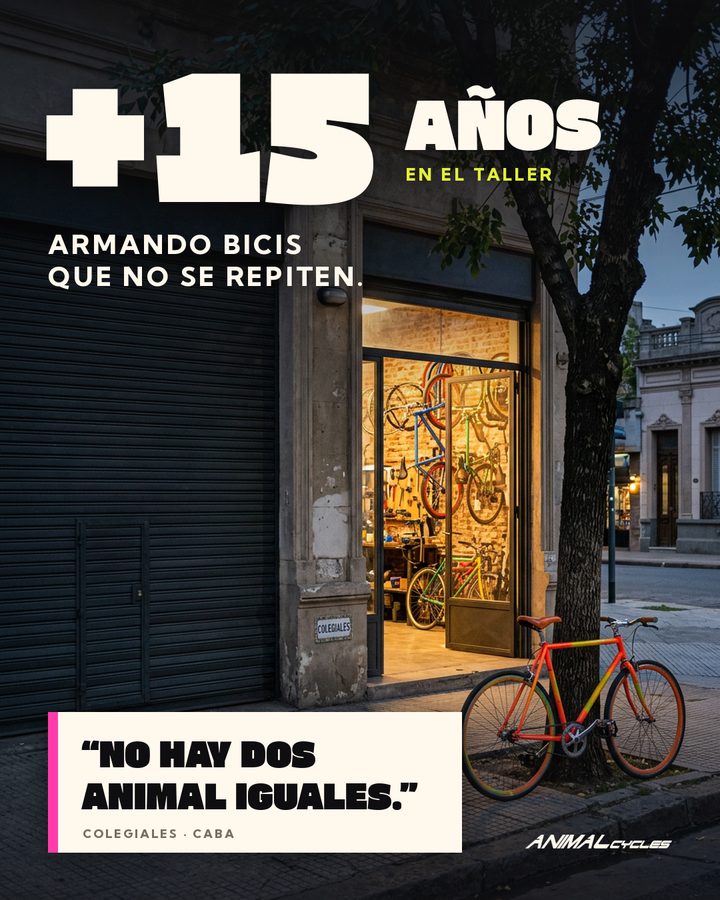 +15 AÑOS
EN EL TALLER
ARMANDO BICIS
QUE NO SE REPITEN.
COLEGIALES
“NO HAY DOS
ANIMAL IGUALES.”
COLEGIALES · CABA
ANIMAL CYCLES